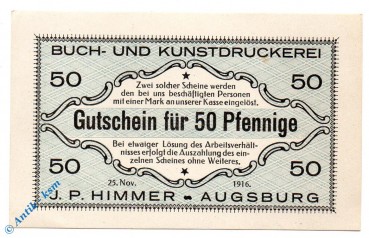 BUCH- UND KUNSTDRUCKEREI
50 50
Zwei solcher Scheine werden
den bei uns beschäftigten Personen
mit einer Mark an unserer Kasse eingelöst.
Gutschein für 50 Pfennige
Bei etwaiger Lösung des Arbeitsverhält-
nisses erfolgt die Auszahlung des ein-
zelnen Scheines ohne Weiteres.
50 50
25. Nov. 1916.
J. P. HIMMER AUGSBURG
© Antik ksm